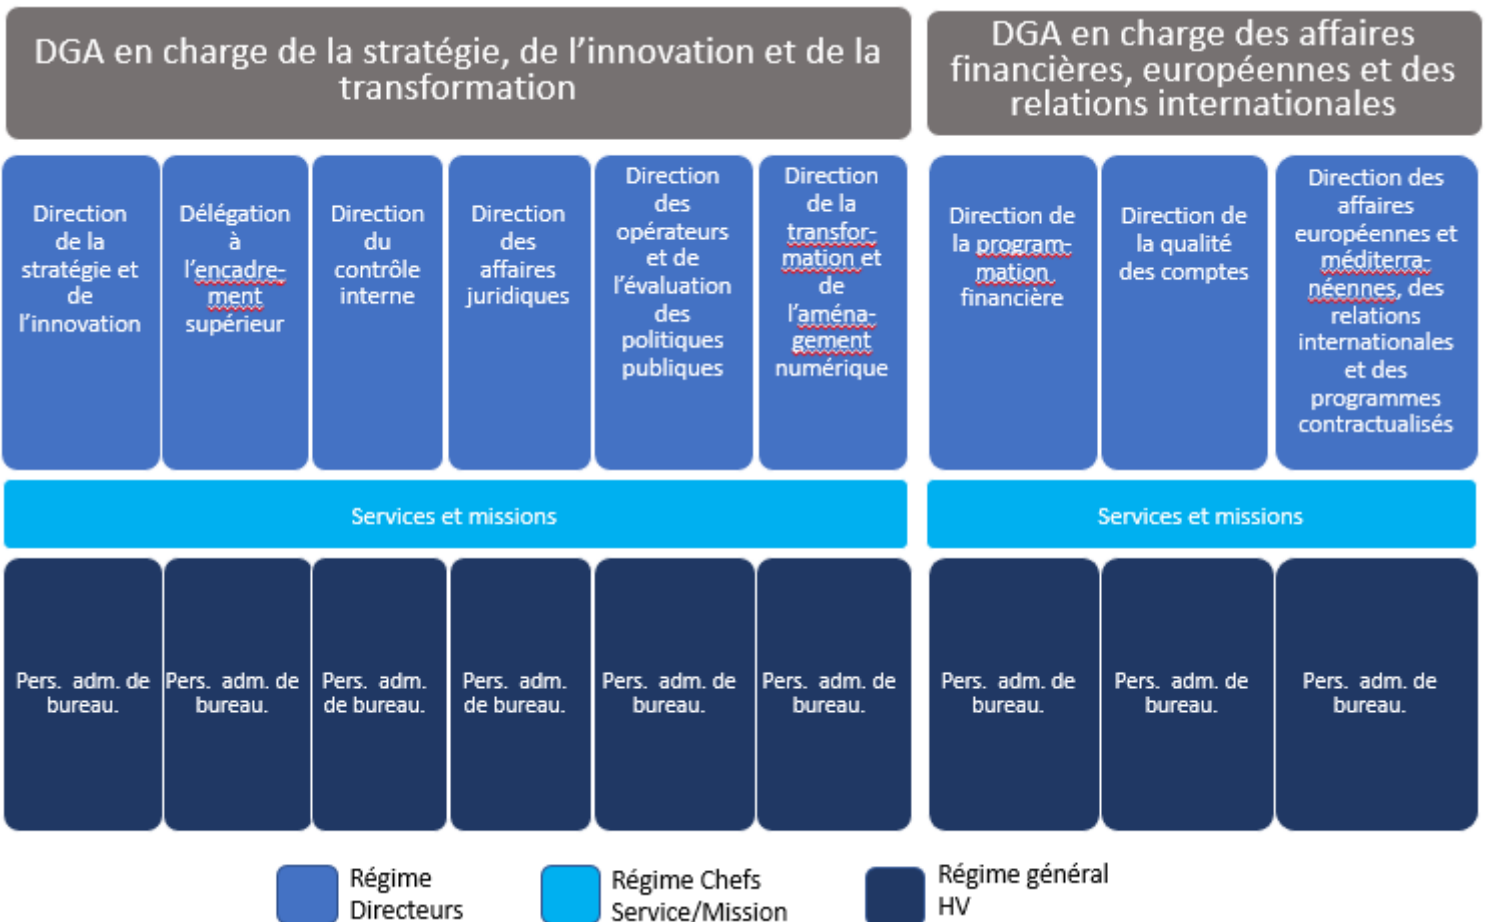 DGA en charge de la stratégie, de l’innovation et de la
transformation
DGA en charge des affaires
financières, européennes et des
relations internationales
Direction
de la
stratégie et
de
l’innovation
Délégation
à
l’encadre-
ment
supérieur
Direction
du
contrôle
interne
Direction
des
affaires
juridiques
Direction
des
opérateurs
et de
l’évaluation
des
politiques
publiques
Direction
de la
transfor-
mation et
de
l’aména-
gement
numérique
Direction de
la program-
mation
financière
Direction de
la qualité
des comptes
Direction des
affaires
européennes et
méditerra-
néennes, des
relations
internationales
et des
programmes
contractualisés
Services et missions
Services et missions
Pers. adm. de
bureau.
Pers. adm. de
bureau.
Pers. adm.
de bureau.
Pers. adm.
de bureau.
Pers. adm. de
bureau.
Pers. adm. de
bureau.
Pers. adm. de
bureau.
Pers. adm. de
bureau.
Pers. adm. de
bureau.
Régime
Directeurs
Régime Chefs
Service/Mission
Régime général
HV